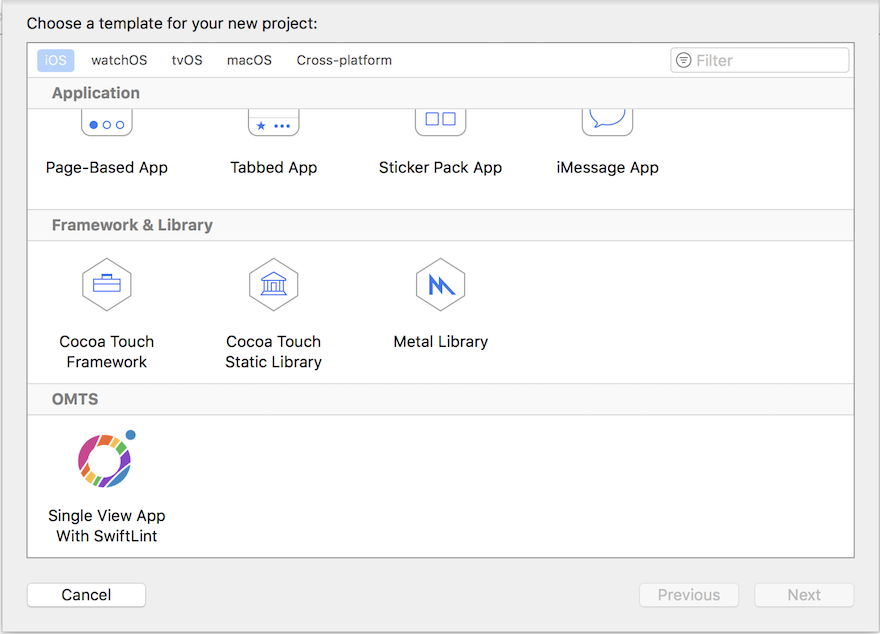 Choose a template for your new project:
iOS watchOS tvOS macOS Cross-platform Filter
Application
Page-Based App Tabbed App Sticker Pack App iMessage App
Framework & Library
Cocoa Touch Framework
Cocoa Touch Static Library
Metal Library
OMTS
Single View App
With SwiftLint
Cancel Previous Next